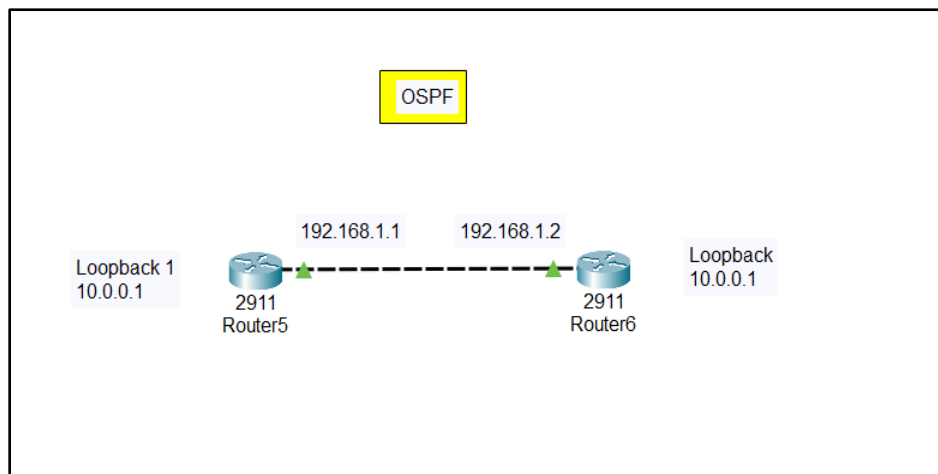 OSPF
192.168.1.1
192.168.1.2
Loopback 1
10.0.0.1
2911
Router5
2911
Router6
Loopback
10.0.0.1